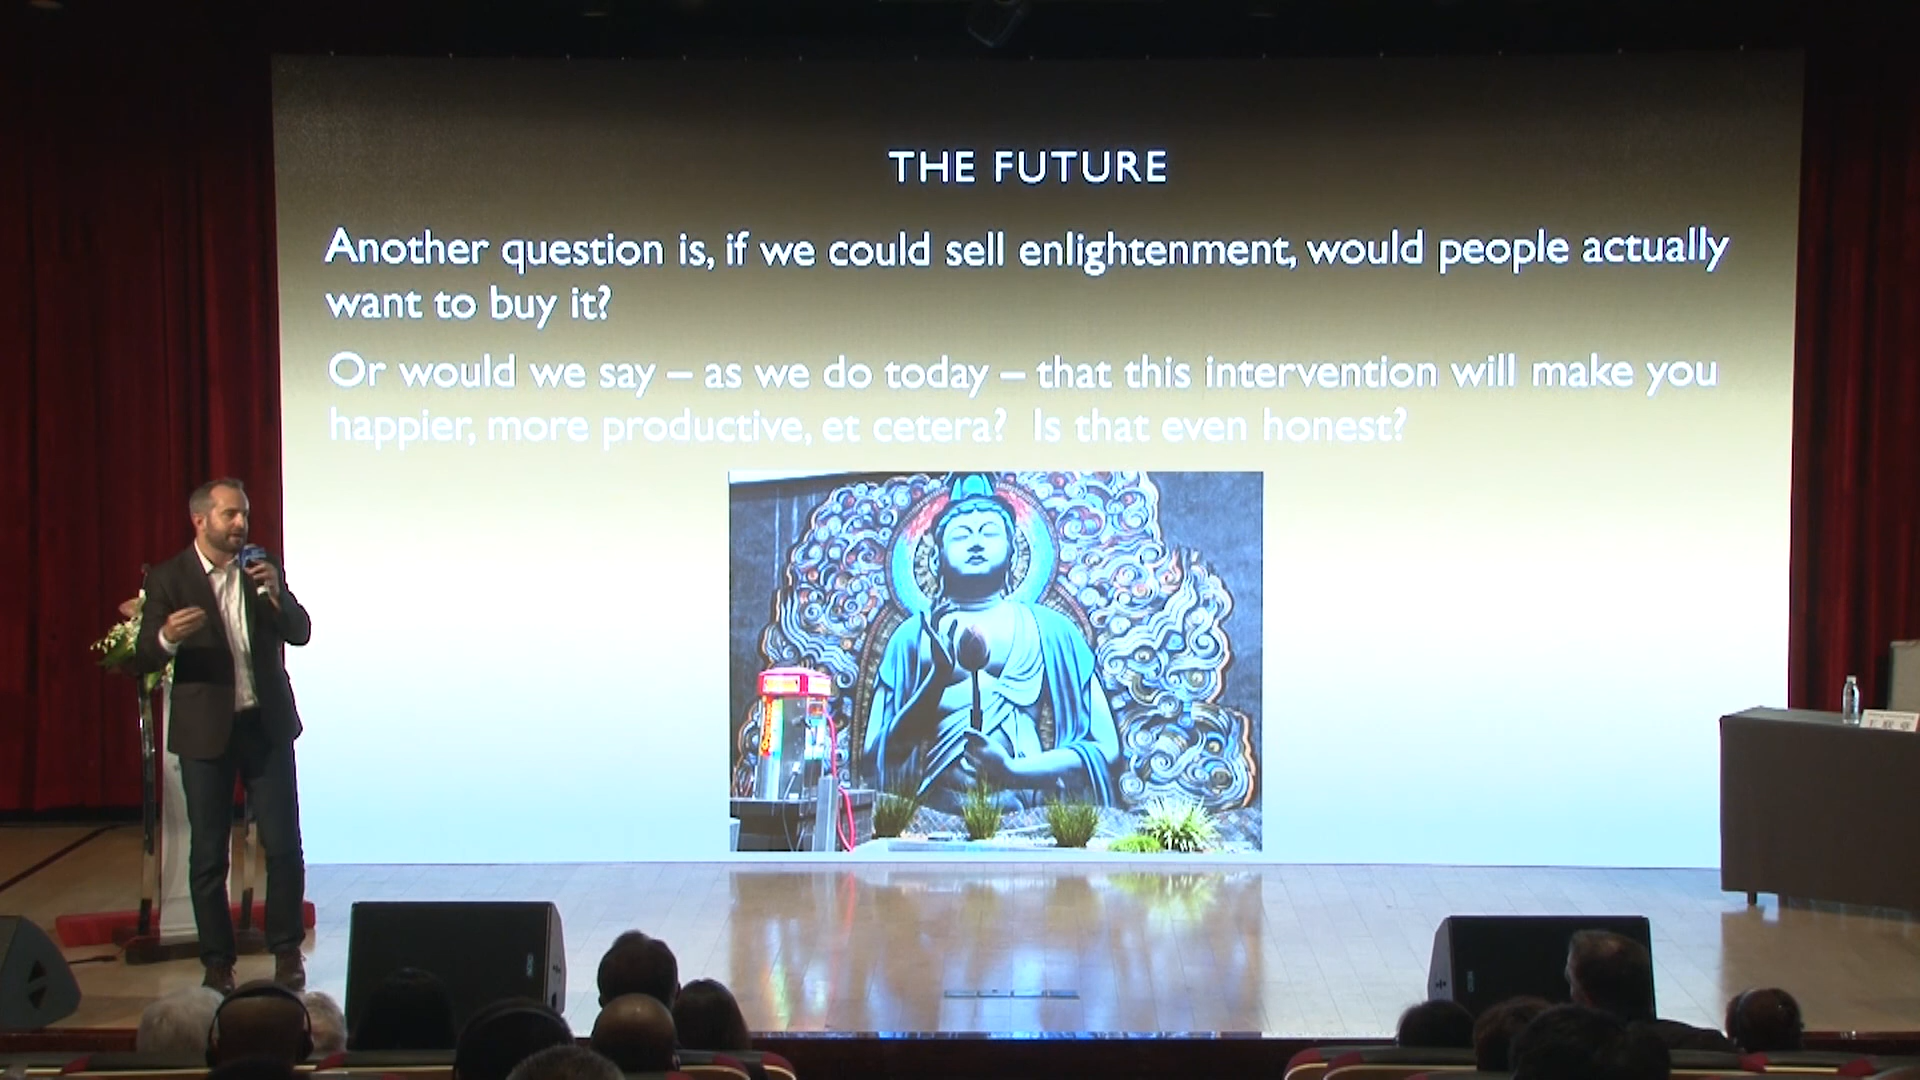 THE FUTURE
Another question is, if we could sell enlightenment, would people actually
want to buy it?
Or would we say – as we do today – that this intervention will make you
happier, more productive, et cetera?  Is that even honest?